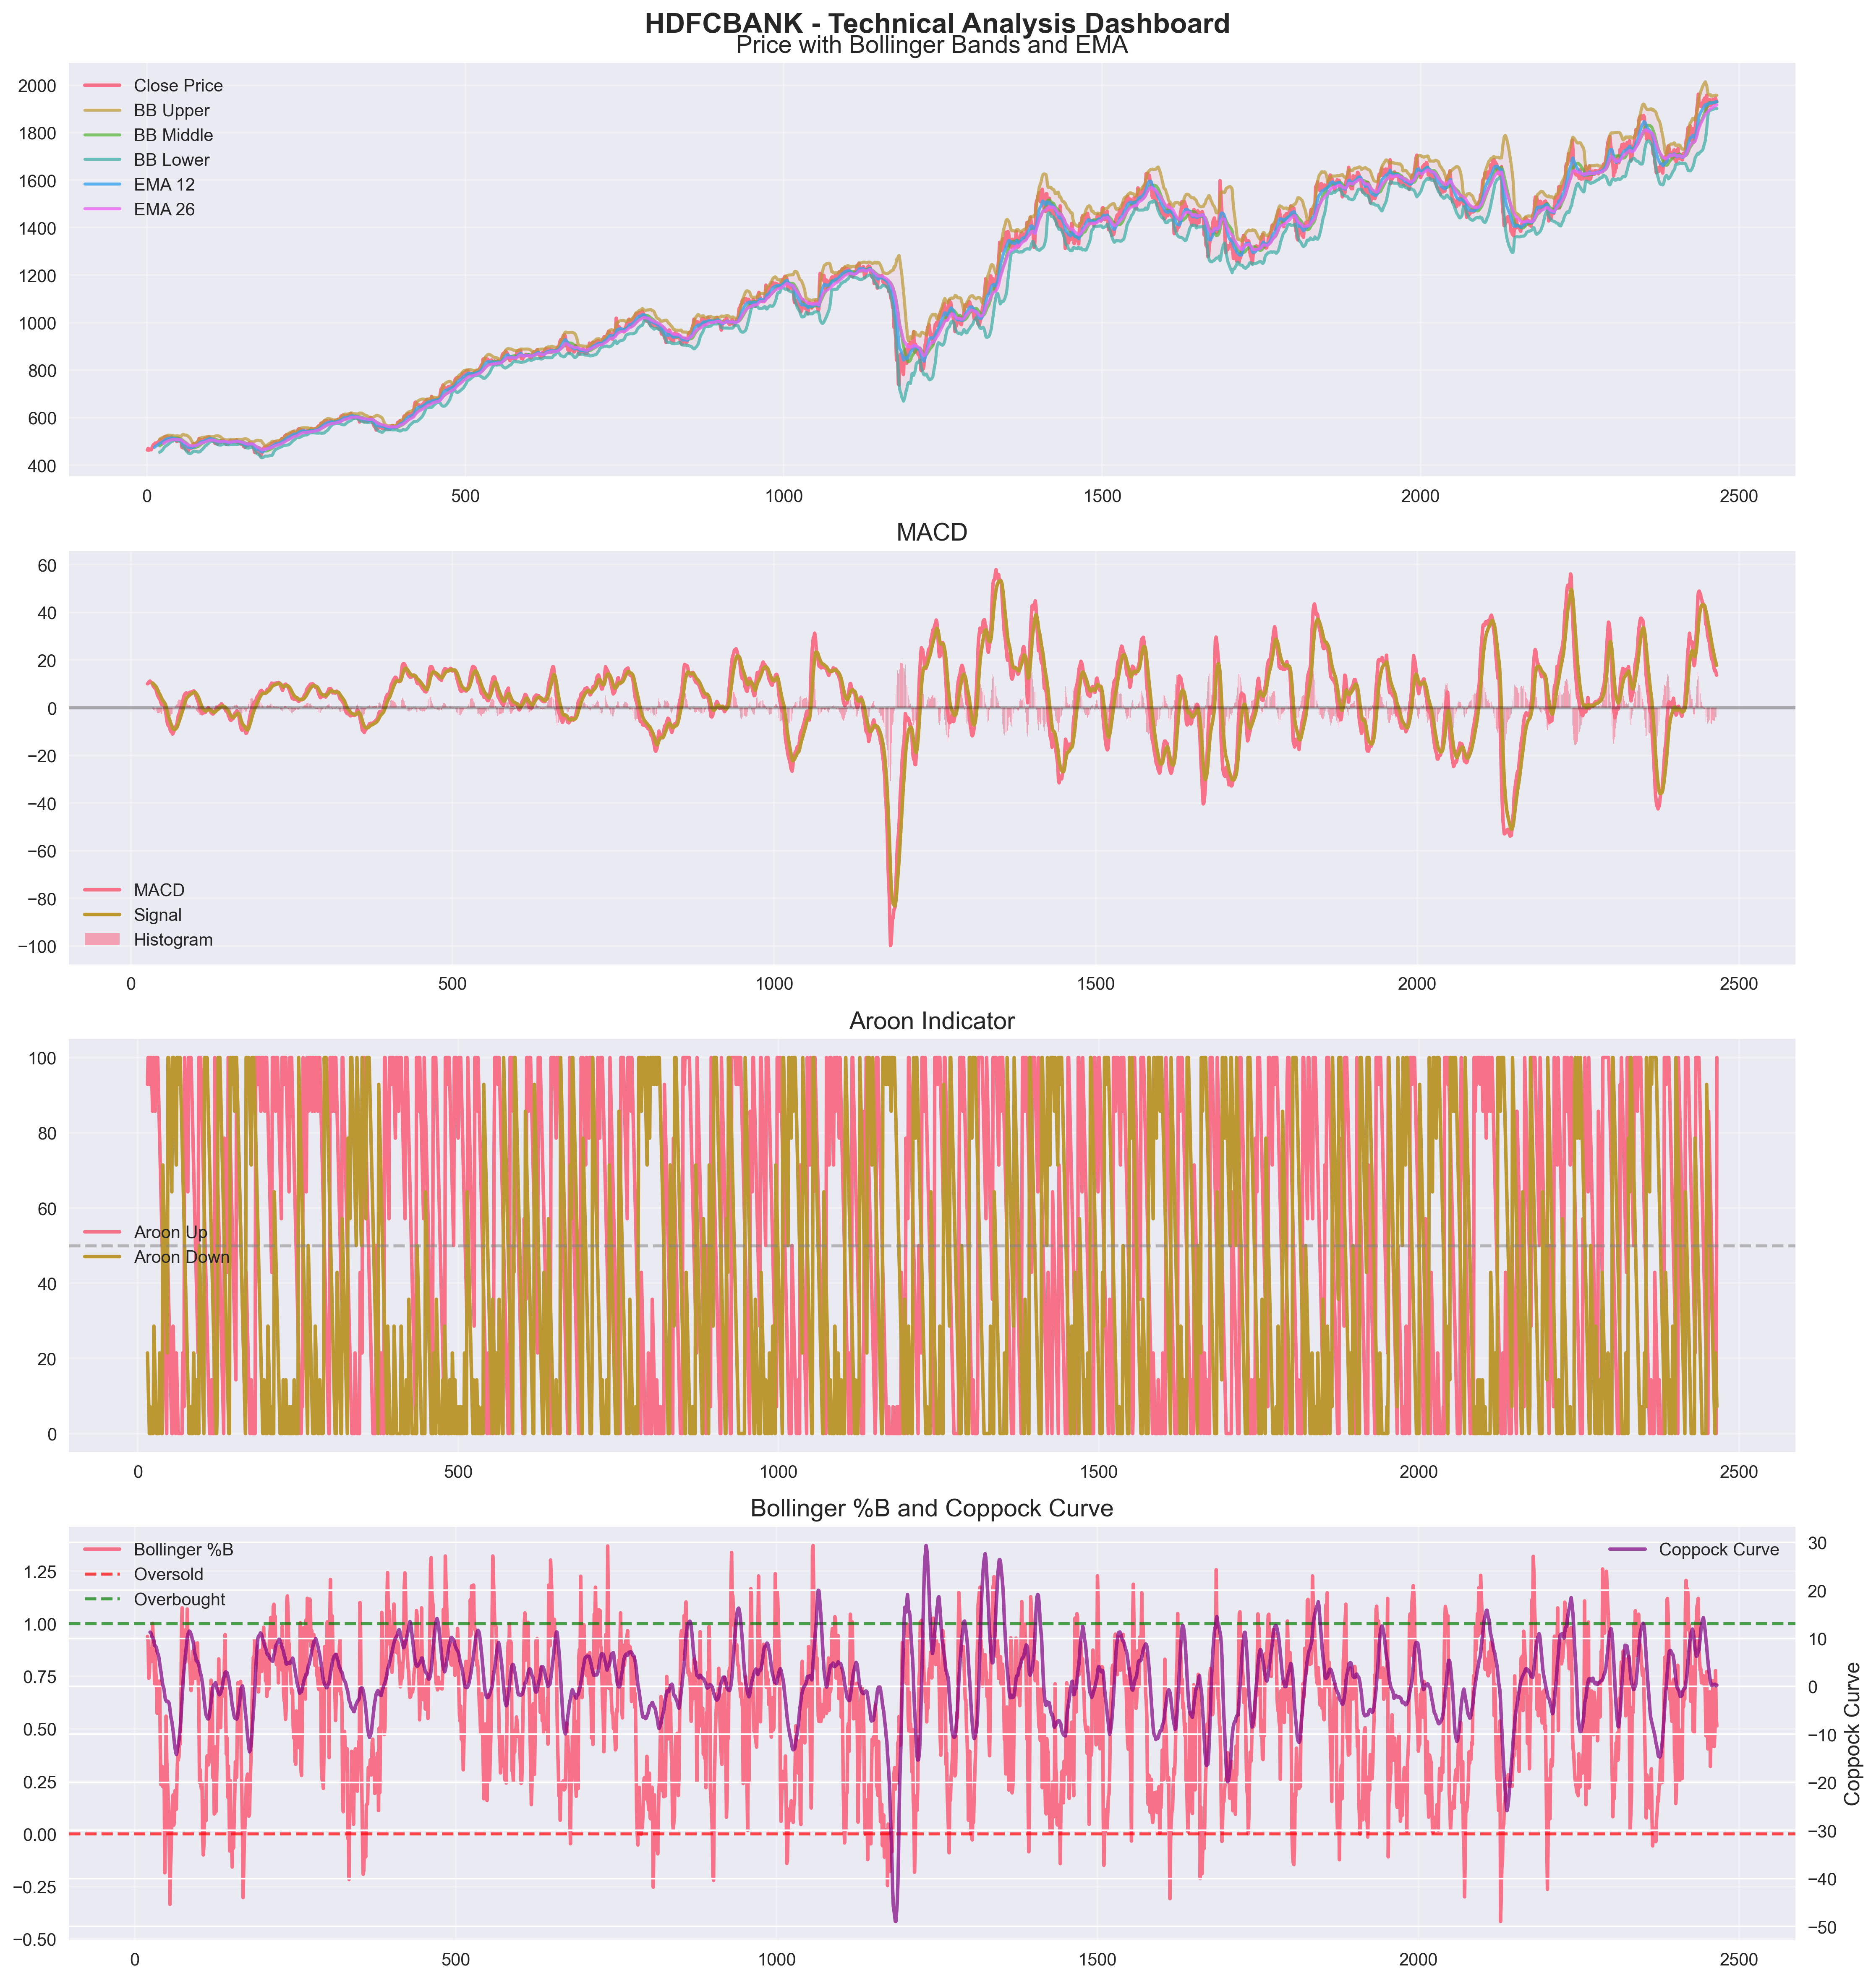 HDFCBANK - Technical Analysis Dashboard
Price with Bollinger Bands and EMA
Close Price
BB Upper
BB Middle
BB Lower
EMA 12
EMA 26
2000
1800
1600
1400
1200
1000
800
600
400
0 500 1000 1500 2000 2500
MACD
60
40
20
0
−20
−40
−60
−80
−100
MACD
Signal
Histogram
0 500 1000 1500 2000 2500
Aroon Indicator
100
80
60
40
20
0
Aroon Up
Aroon Down
0 500 1000 1500 2000 2500
Bollinger %B and Coppock Curve
Bollinger %B
Oversold
Overbought
Coppock Curve
1.25
1.00
0.75
0.50
0.25
0.00
−0.25
−0.50
30
20
10
0
−10
−20
−30
−40
−50
Coppock Curve
0 500 1000 1500 2000 2500